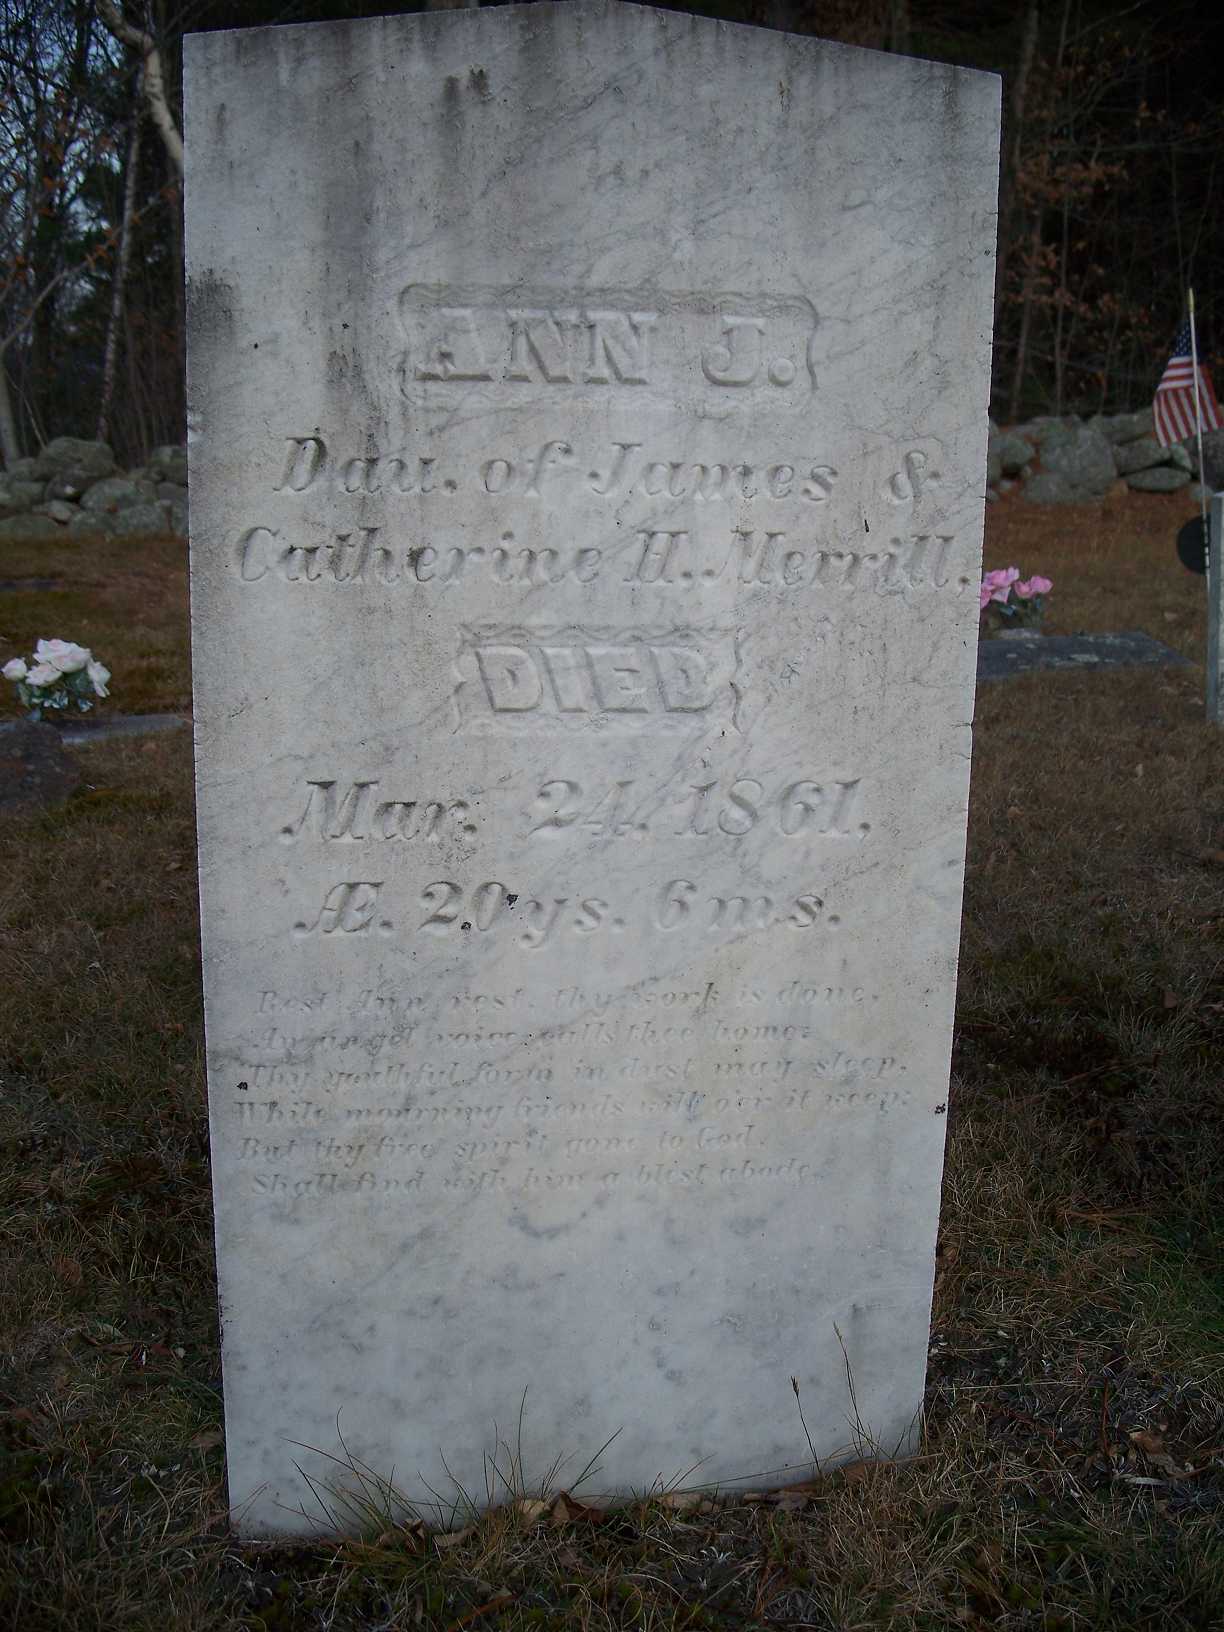 ANN J.
Dau. of James &
Catherine H. Merrill,
DIED
Mar. 24. 1861,
Æ. 20 ys. 6 ms.
Rest Ann, rest, thy work is done,
An angel voice calls thee home:
Thy youthful form in dust may sleep,
While mourning friends will o'er it weep:
But thy free spirit gone to God,
Shall find with him a blest abode.